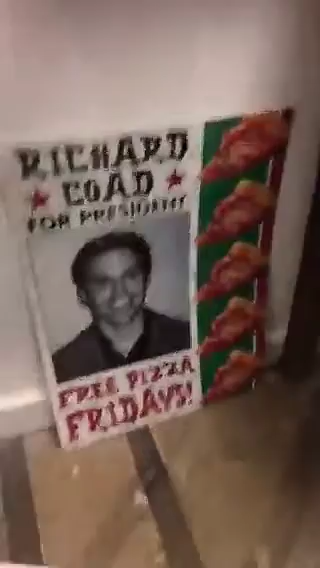 RICHARD
COAD
FOR PRESIDENT
FREE PIZZA
FRIDAYS!